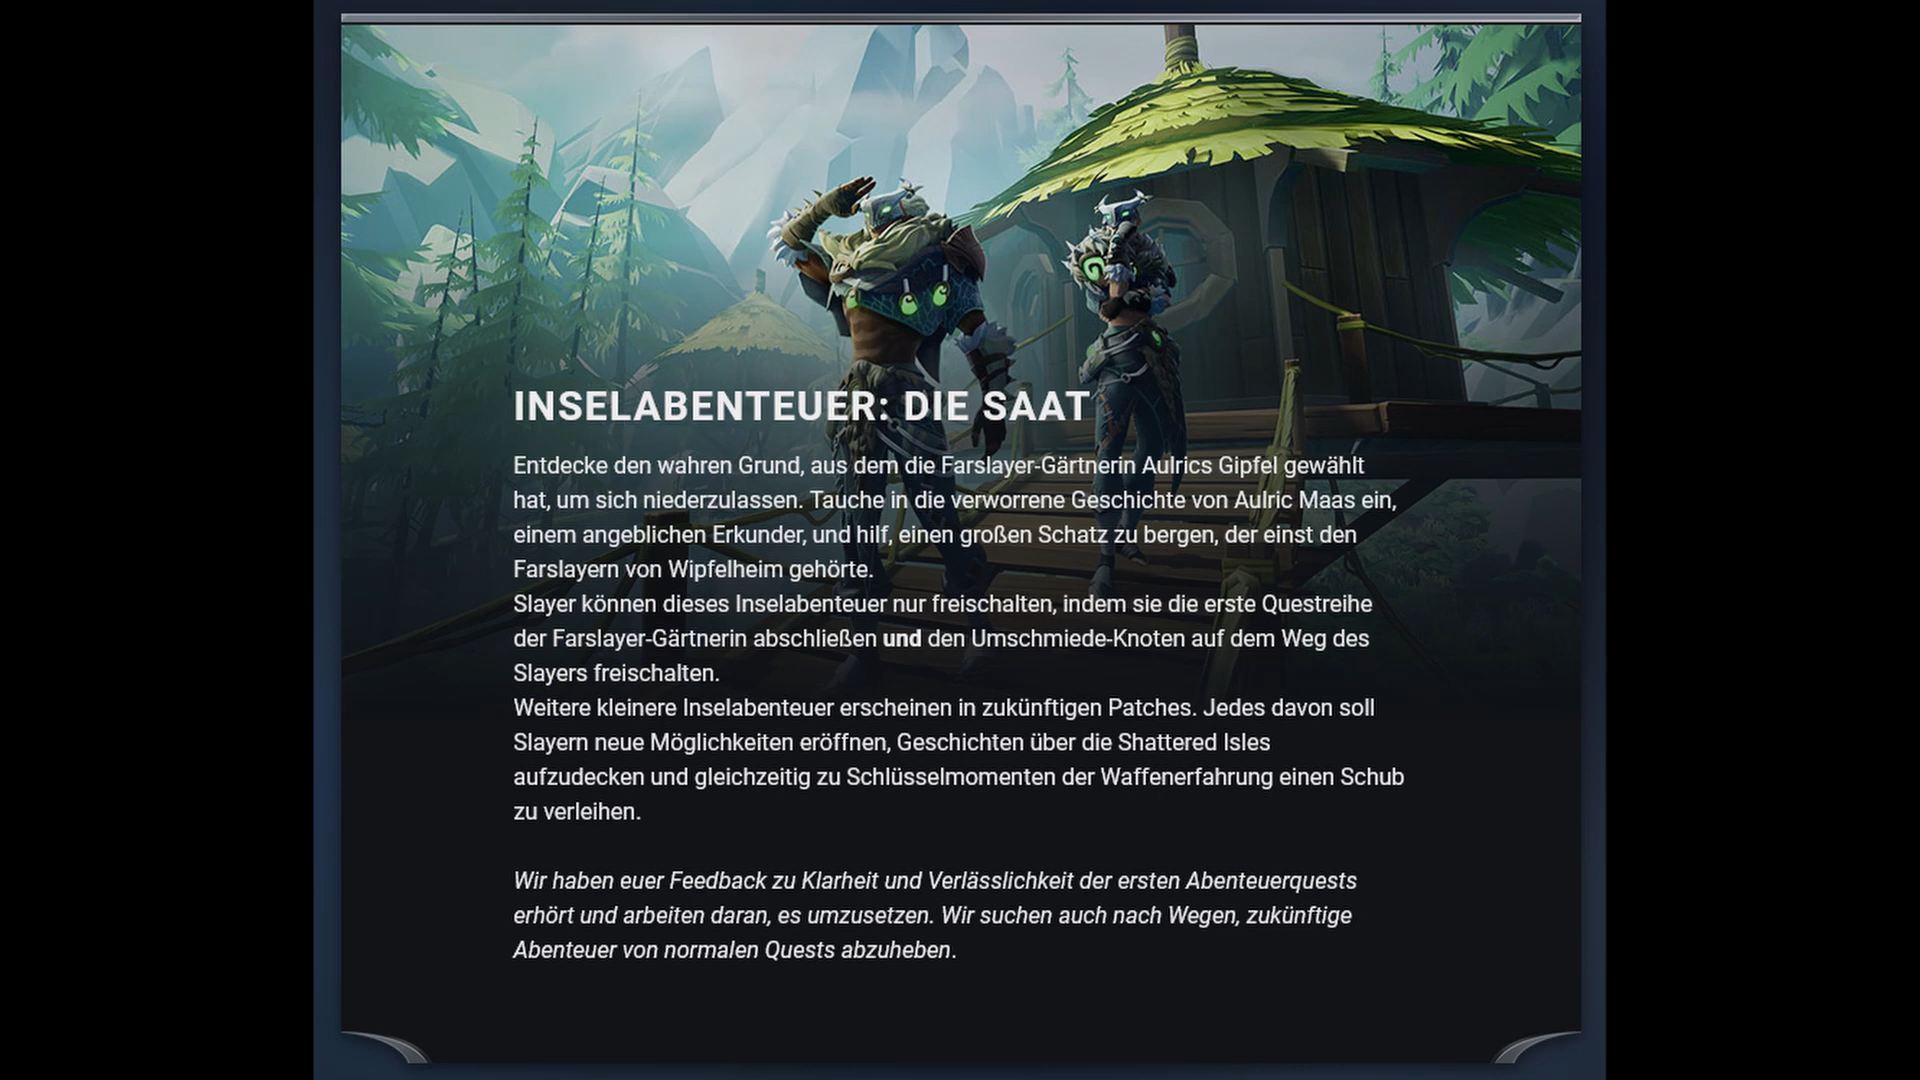 INSELABENTEUER: DIE SAAT
Entdecke den wahren Grund, aus dem die Farslayer-Gärtnerin Aulrics Gipfel gewählt
hat, um sich niederzulassen. Tauche in die verworrene Geschichte von Aulric Maas ein,
einem angeblichen Erkunder, und hilf, einen großen Schatz zu bergen, der einst den
Farslayern von Wipfelheim gehörte.
Slayer können dieses Inselabenteuer nur freischalten, indem sie die erste Questreihe
der Farslayer-Gärtnerin abschließen und den Umschmiede-Knoten auf dem Weg des
Slayers freischalten.
Weitere kleinere Inselabenteuer erscheinen in zukünftigen Patches. Jedes davon soll
Slayern neue Möglichkeiten eröffnen, Geschichten über die Shattered Isles
aufzudecken und gleichzeitig zu Schlüsselmomenten der Waffenerfahrung einen Schub
zu verleihen.
Wir haben euer Feedback zu Klarheit und Verlässlichkeit der ersten Abenteuerquests
erhört und arbeiten daran, es umzusetzen. Wir suchen auch nach Wegen, zukünftige
Abenteuer von normalen Quests abzuheben.